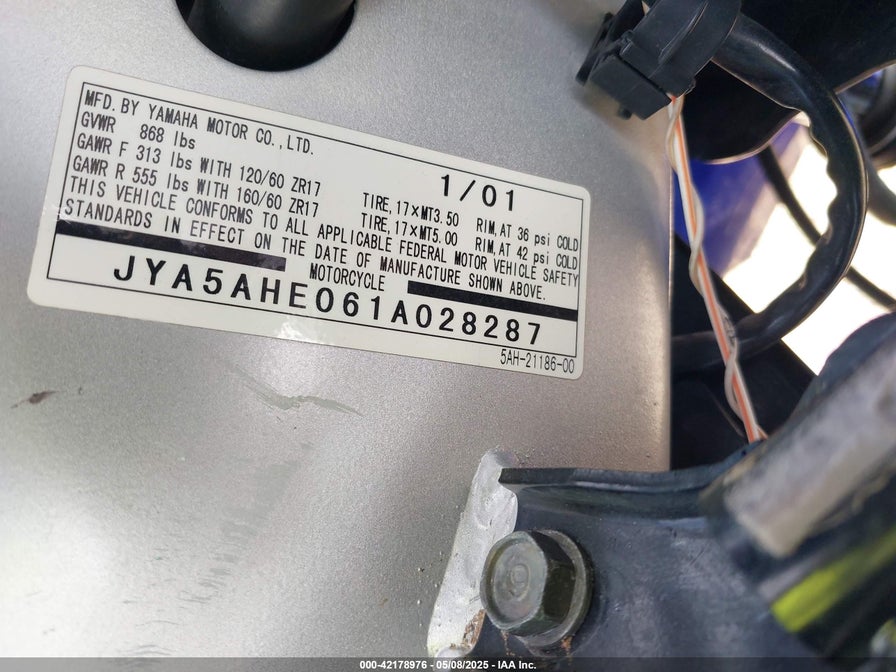 MFD. BY YAMAHA MOTOR CO., LTD.
1/01
GVWR 868 lbs
GAWR F 313 lbs WITH 120/60 ZR17 TIRE, 17×MT3.50 RIM, AT 36 psi COLD
GAWR R 555 lbs WITH 160/60 ZR17 TIRE, 17×MT5.00 RIM, AT 42 psi COLD
THIS VEHICLE CONFORMS TO ALL APPLICABLE FEDERAL MOTOR VEHICLE SAFETY
STANDARDS IN EFFECT ON THE DATE OF MANUFACTURE SHOWN ABOVE.
MOTORCYCLE
JYA5AHE061A028287
5AH-21186-00
000-42178976 - 05/08/2025 - IAA Inc.